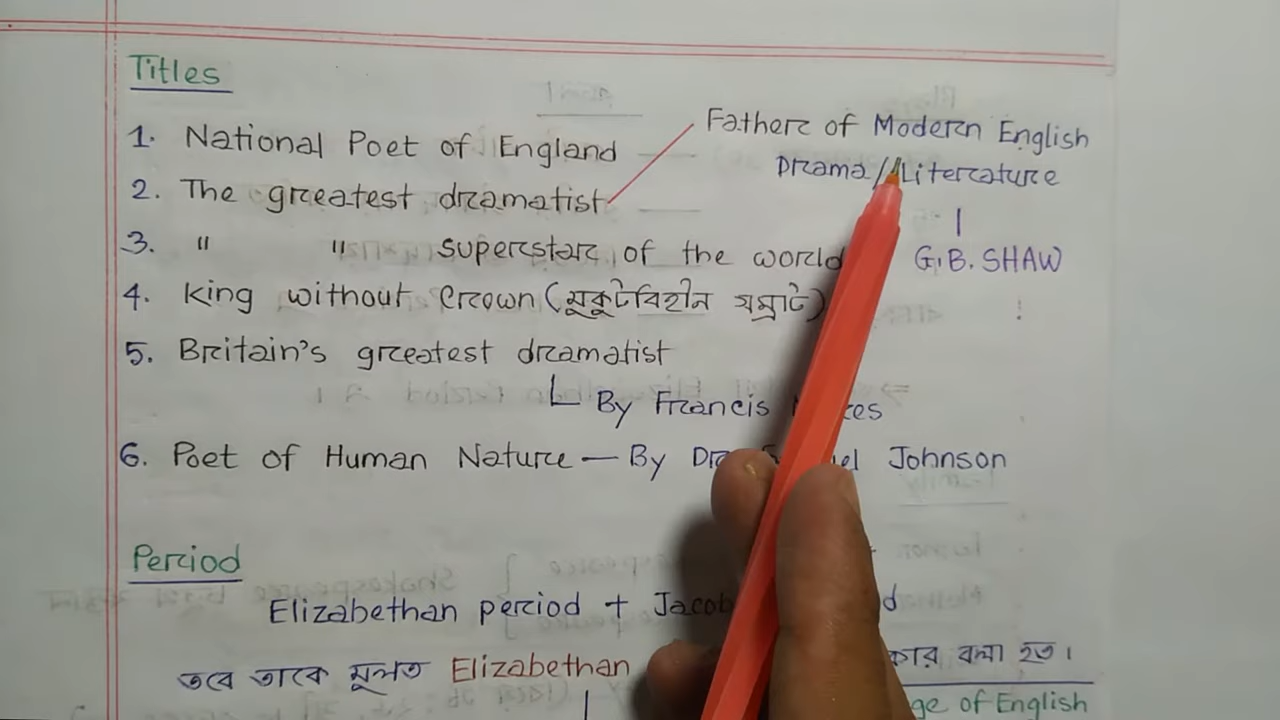 Titles
1. National Poet of England
Father of Modern English
Drama / Literature
G.B. SHAW
2. The greatest dramatist
3. " " superstar of the world
4. King without Crown (মুকুটবিহীন সম্রাট)
5. Britain's greatest dramatist
By Francis
6. Poet of Human Nature — By Dr. Johnson
Period
Elizabethan period +
তবে তাকে মূলত Elizabethan বলা হত।
of English